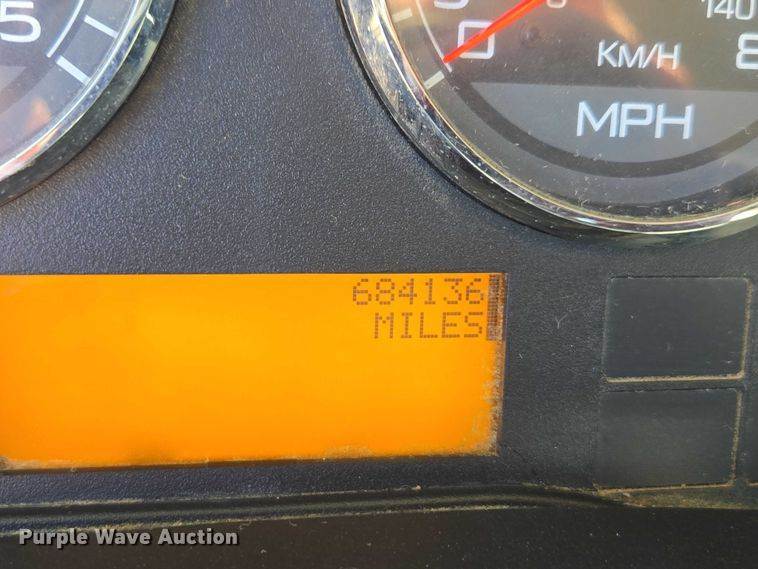 5
0
140
8
KM/H
MPH
684136
MILES
©Purple Wave Auction®